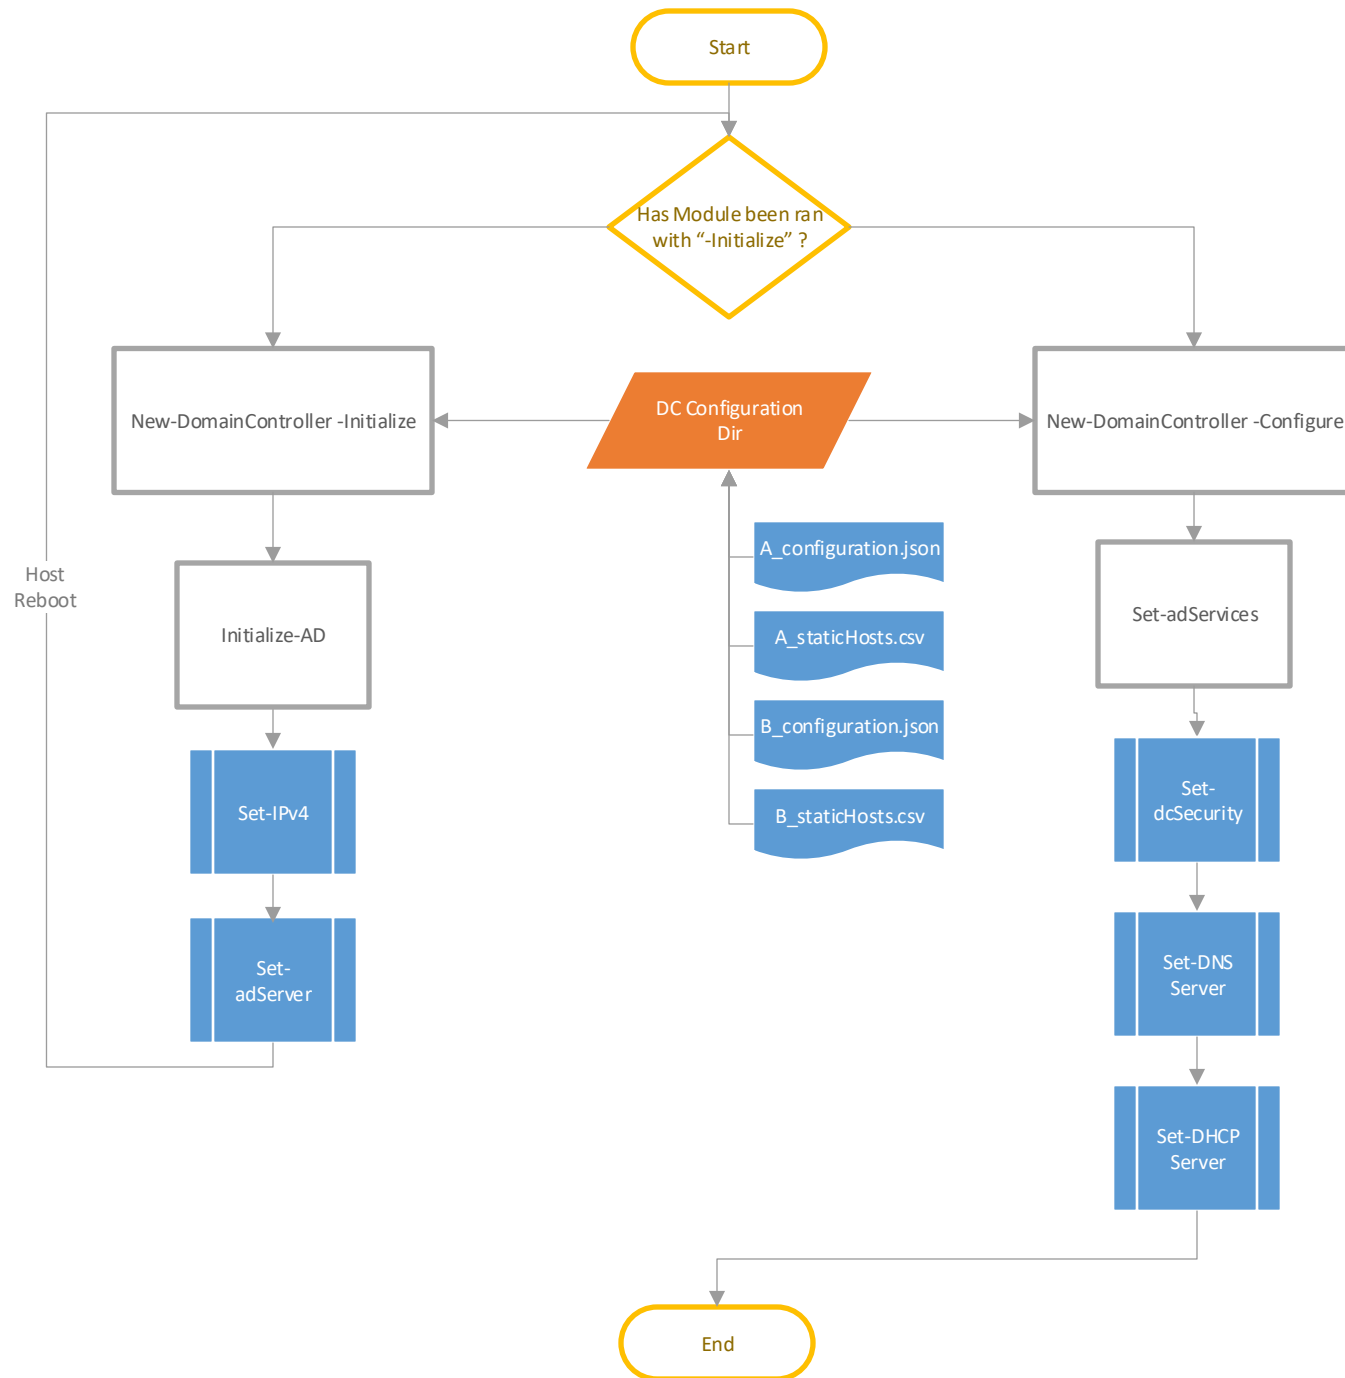 Start
Has Module been ran
with “-Initialize” ?
New-DomainController -Initialize
DC Configuration
Dir
New-DomainController -Configure
A_configuration.json
A_staticHosts.csv
B_configuration.json
B_staticHosts.csv
Host
Reboot
Initialize-AD
Set-IPv4
Set-
adServer
Set-adServices
Set-
dcSecurity
Set-DNS
Server
Set-DHCP
Server
End